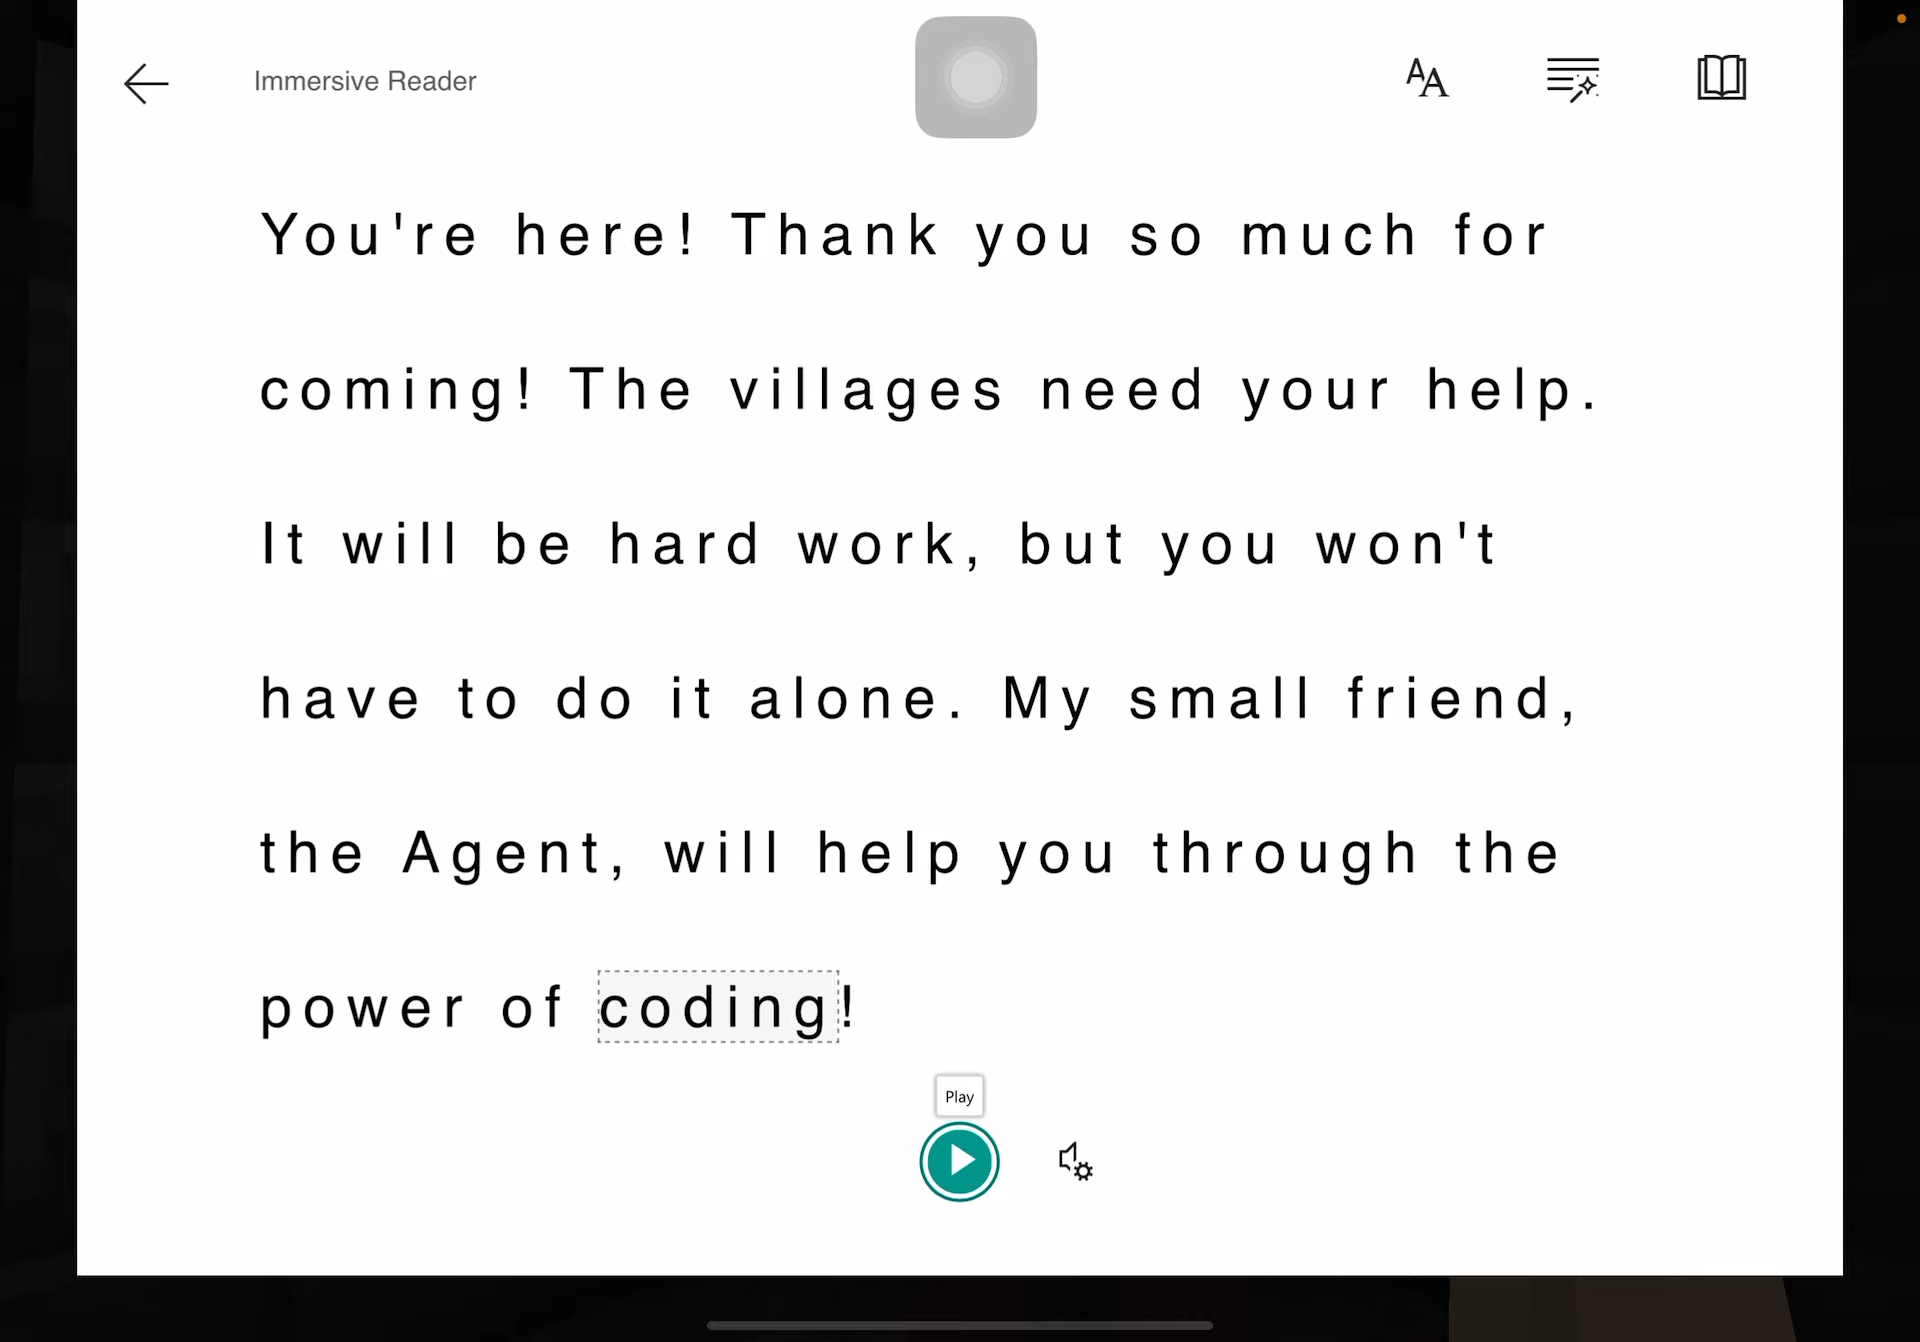 Immersive Reader
You're here! Thank you so much for
coming! The villages need your help.
It will be hard work, but you won't
have to do it alone. My small friend,
the Agent, will help you through the
power of coding!
Play